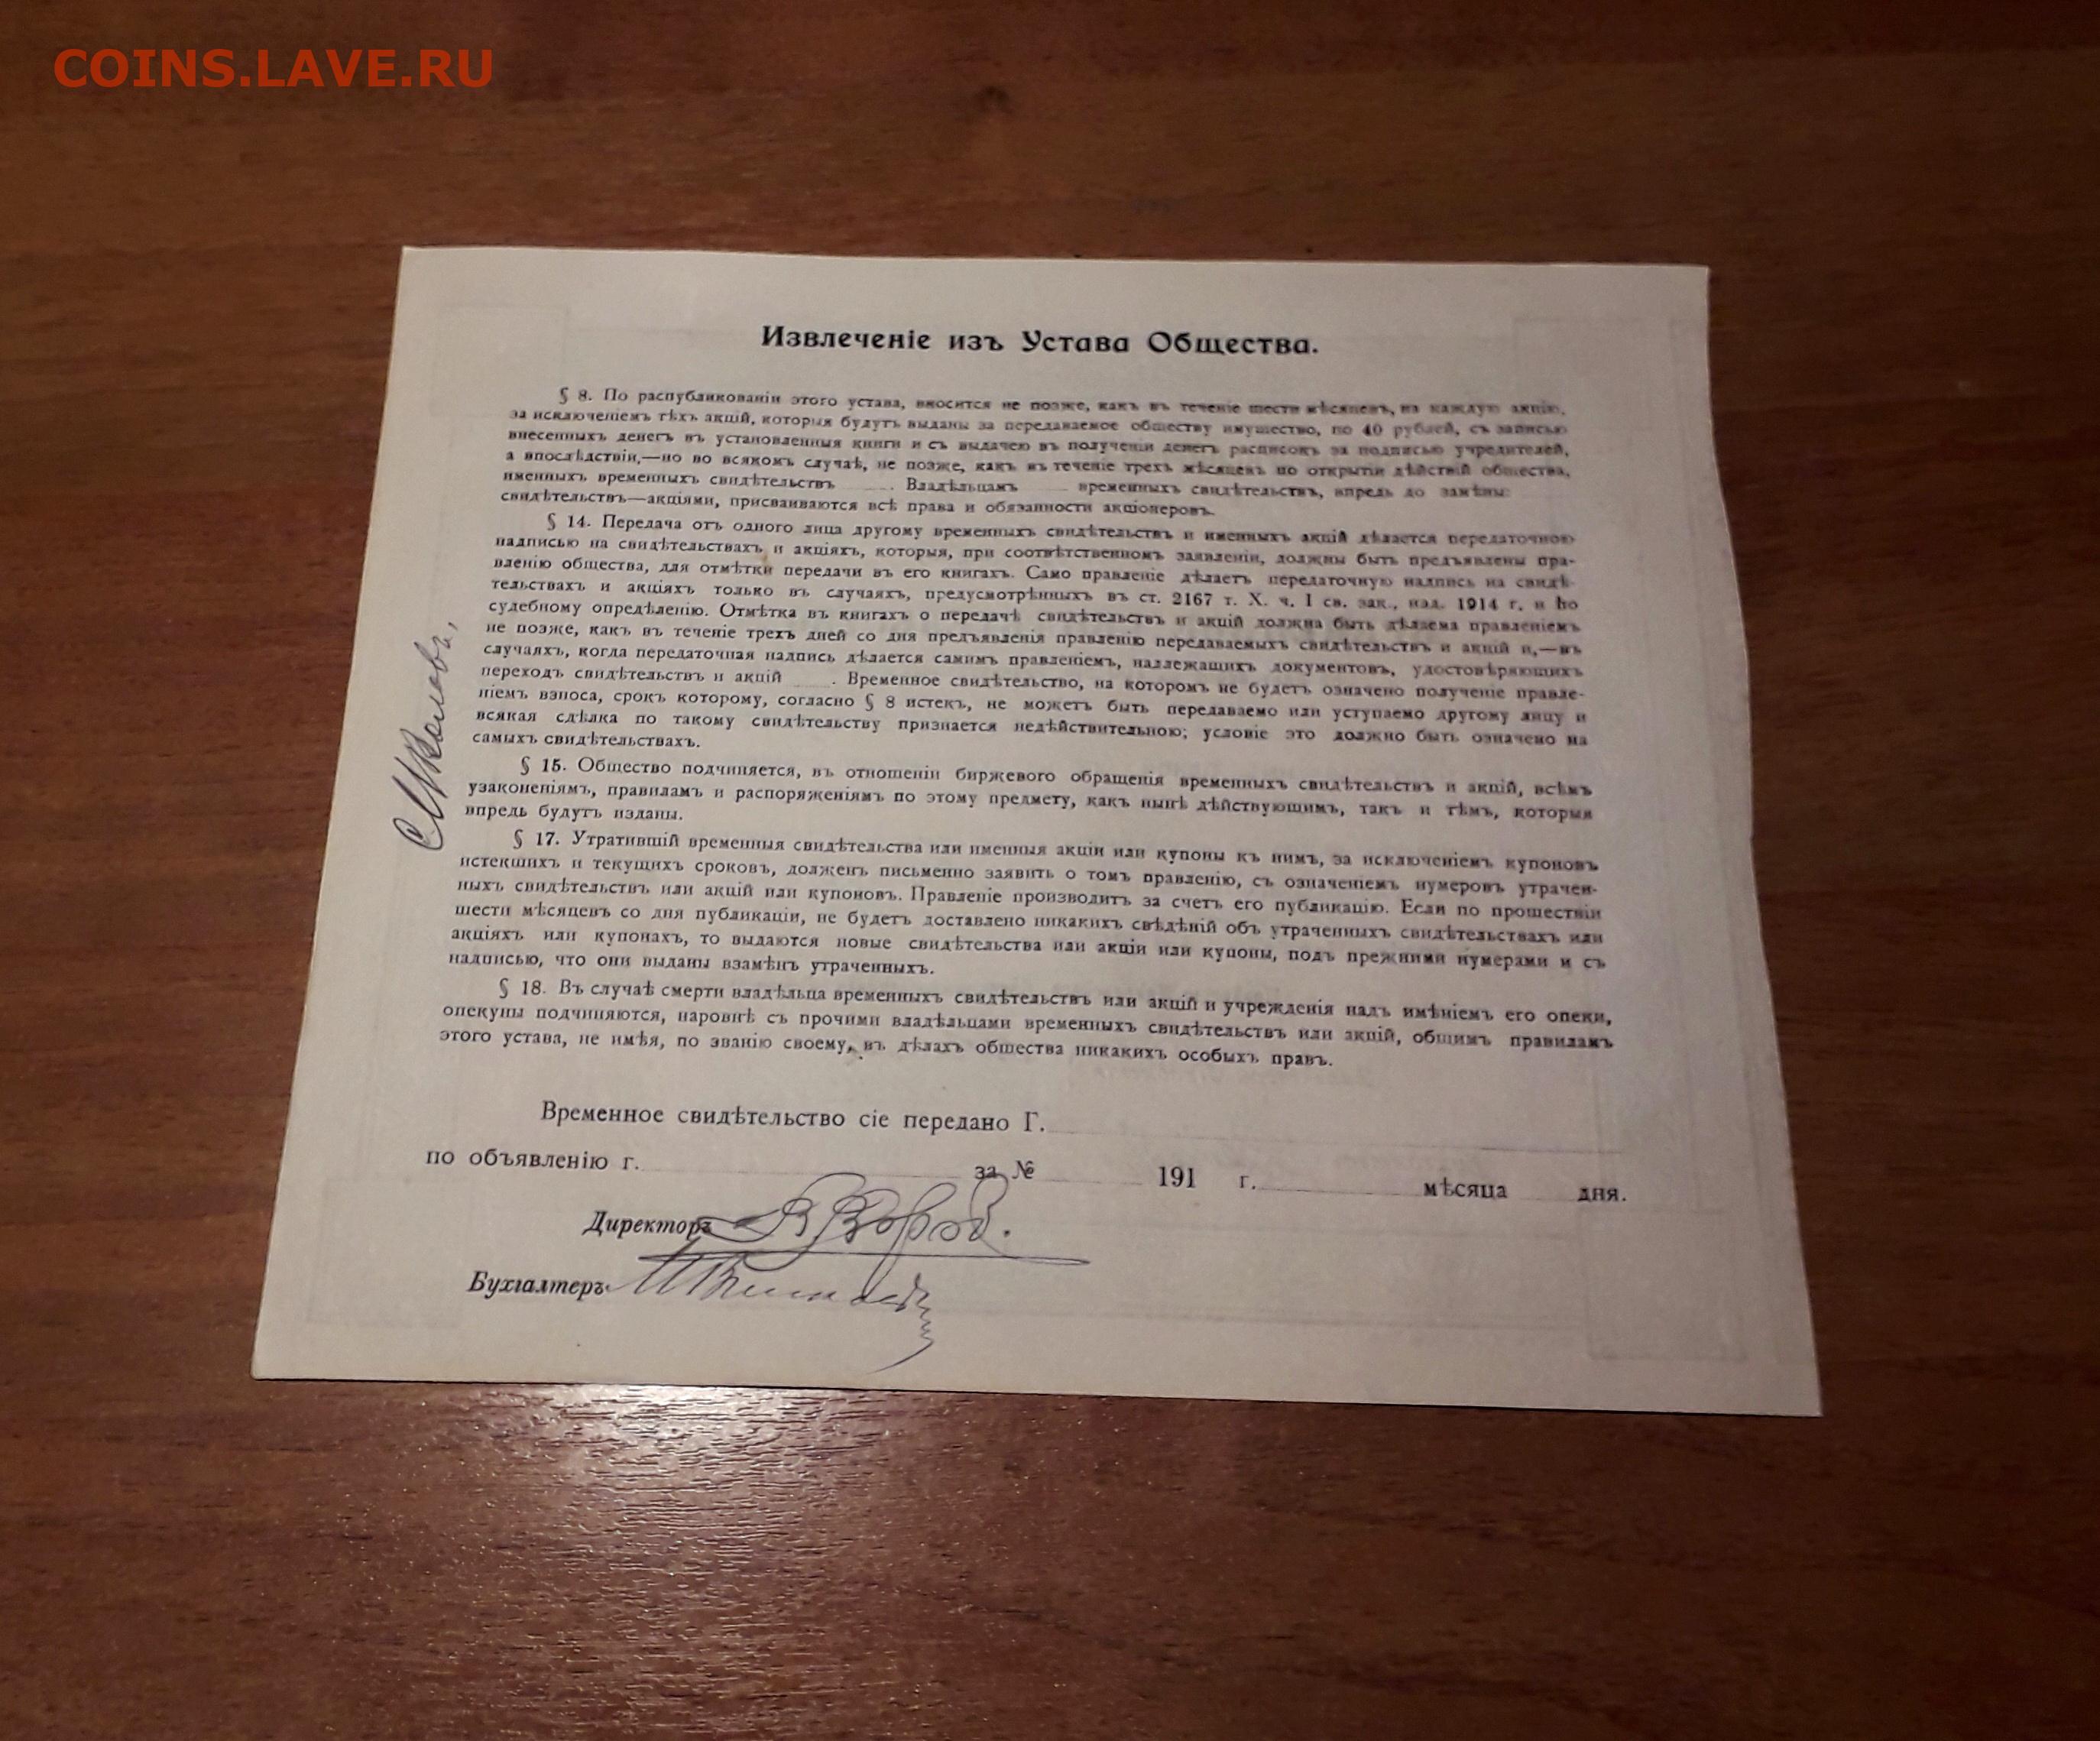 COINS.LAVE.RU
Извлеченіе изъ Устава Общества.
§ 8. По распубликованіи этого устава, вносится не позже, какъ въ теченіе шести мѣсяцевъ, на каждую акцію,
за исключеніемъ тѣхъ акцій, которыя будутъ выданы за передаваемое обществу имущество, по 40 рублей, съ записью
внесенныхъ денегъ въ установленныя книги и съ выдачею въ полученіи денегъ расписокъ за подписью учредителей,
а впослѣдствіи,—но во всякомъ случаѣ, не позже, какъ въ теченіе трехъ мѣсяцевъ по открытіи дѣйствій общества,
именныхъ временныхъ свидѣтельствъ ...... . Владѣльцамъ ...... временныхъ свидѣтельствъ, впредь до замѣны
свидѣтельствъ—акціями, присваиваются всѣ права и обязанности акціонеровъ.
§ 14. Передача отъ одного лица другому временныхъ свидѣтельствъ и именныхъ акцій дѣлается передаточною
надписью на свидѣтельствахъ и акціяхъ, которыя, при соотвѣтственномъ заявленіи, должны быть предъявлены пра-
вленію общества, для отмѣтки передачи въ его книгахъ. Само правленіе дѣлаетъ передаточную надпись на свидѣ-
тельствахъ и акціяхъ только въ случаяхъ, предусмотрѣнныхъ въ ст. 2167 т. X. ч. I св. зак., изд. 1914 г. и по
судебному опредѣленію. Отмѣтка въ книгахъ о передачѣ свидѣтельствъ и акцій должна быть дѣлаема правленіемъ
не позже, какъ въ теченіе трехъ дней со дня предъявленія правленію передаваемыхъ свидѣтельствъ и акцій и,—въ
случаяхъ, когда передаточная надпись дѣлается самимъ правленіемъ, надлежащихъ документовъ, удостовѣряющихъ
переходъ свидѣтельствъ и акцій ...... . Временное свидѣтельство, на которомъ не будетъ означено полученіе правле-
ніемъ взноса, срокъ которому, согласно § 8 истекъ, не можетъ быть передаваемо или уступаемо другому лицу и
всякая сдѣлка по такому свидѣтельству признается недѣйствительною; условіе это должно быть означено на
самыхъ свидѣтельствахъ.
§ 15. Общество подчиняется, въ отношеніи биржевого обращенія временныхъ свидѣтельствъ и акцій, всѣмъ
узаконеніямъ, правиламъ и распоряженіямъ по этому предмету, какъ нынѣ дѣйствующимъ, такъ и тѣмъ, которыя
впредь будутъ изданы.
§ 17. Утратившій временныя свидѣтельства или именныя акціи или купоны къ нимъ, за исключеніемъ купоновъ
истекшихъ и текущихъ сроковъ, долженъ письменно заявить о томъ правленію, съ означеніемъ нумеровъ утрачен-
ныхъ свидѣтельствъ или акцій или купоновъ. Правленіе производитъ за счетъ его публикацію. Если по прошествіи
шести мѣсяцевъ со дня публикаціи, не будетъ доставлено никакихъ свѣдѣній объ утраченныхъ свидѣтельствахъ или
акціяхъ или купонахъ, то выдаются новые свидѣтельства или акціи или купоны, подъ прежними нумерами и съ
надписью, что они выданы взамѣнъ утраченныхъ.
§ 18. Въ случаѣ смерти владѣльца временныхъ свидѣтельствъ или акцій и учрежденія надъ имѣніемъ его опеки,
опекуны подчиняются, наровнѣ съ прочими владѣльцами временныхъ свидѣтельствъ или акцій, общимъ правиламъ
этого устава, не имѣя, по званію своему, въ дѣлахъ общества никакихъ особыхъ правъ.
Временное свидѣтельство сіе передано Г.
по объявленію г. за № 191 г. мѣсяца дня.
Директоръ
Бухгалтеръ